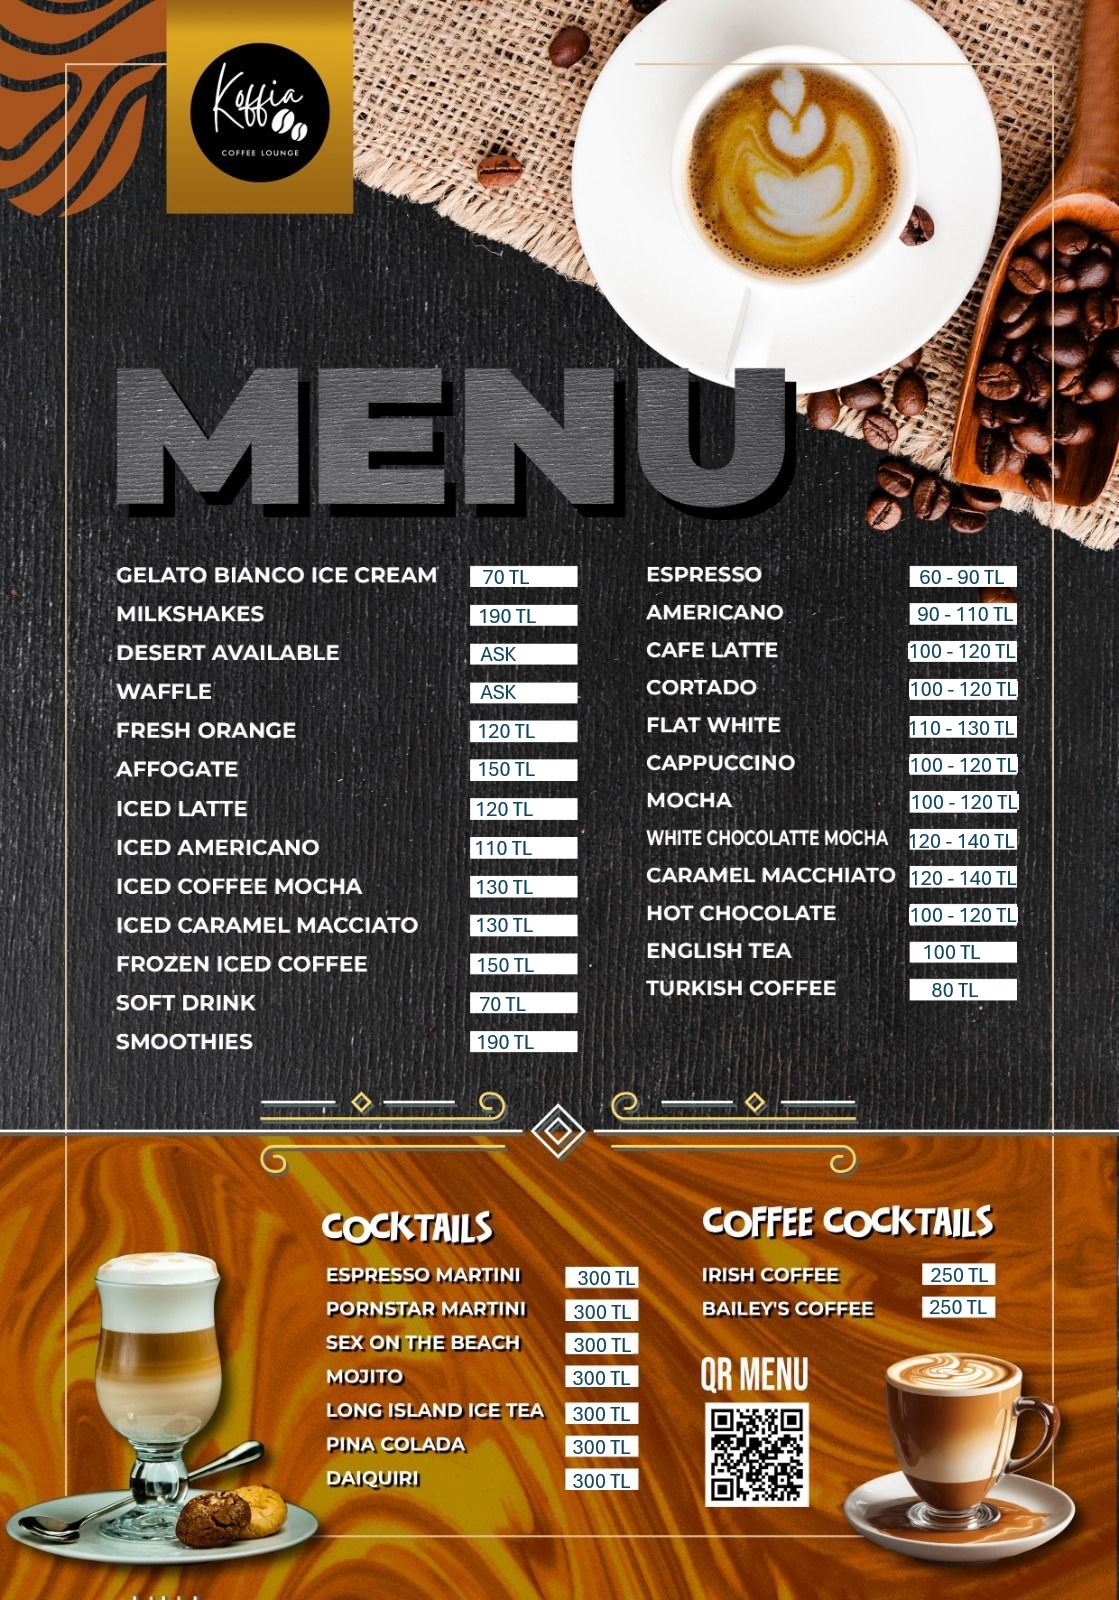 Koffia
COFFEE LOUNGE
MENU
GELATO BIANCO ICE CREAM 70 TL
MILKSHAKES 190 TL
DESERT AVAILABLE ASK
WAFFLE ASK
FRESH ORANGE 120 TL
AFFOGATE 150 TL
ICED LATTE 120 TL
ICED AMERICANO 110 TL
ICED COFFEE MOCHA 130 TL
ICED CARAMEL MACCIATO 130 TL
FROZEN ICED COFFEE 150 TL
SOFT DRINK 70 TL
SMOOTHIES 190 TL
ESPRESSO 60 - 90 TL
AMERICANO 90 - 110 TL
CAFE LATTE 100 - 120 TL
CORTADO 100 - 120 TL
FLAT WHITE 110 - 130 TL
CAPPUCCINO 100 - 120 TL
MOCHA 100 - 120 TL
WHITE CHOCOLATTE MOCHA 120 - 140 TL
CARAMEL MACCHIATO 120 - 140 TL
HOT CHOCOLATE 100 - 120 TL
ENGLISH TEA 100 TL
TURKISH COFFEE 80 TL
COCKTAILS
ESPRESSO MARTINI 300 TL
PORNSTAR MARTINI 300 TL
SEX ON THE BEACH 300 TL
MOJITO 300 TL
LONG ISLAND ICE TEA 300 TL
PINA COLADA 300 TL
DAIQUIRI 300 TL
COFFEE COCKTAILS
IRISH COFFEE 250 TL
BAILEY'S COFFEE 250 TL
QR MENU